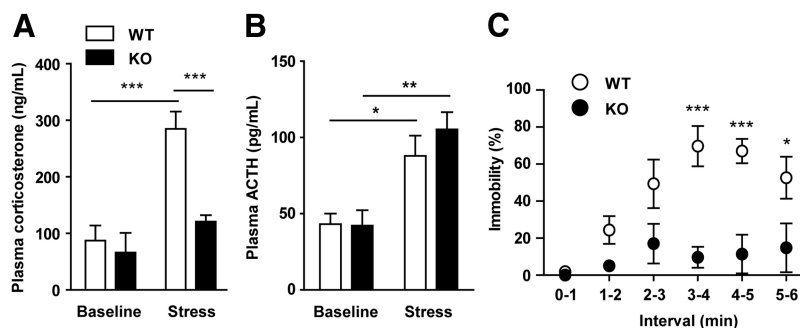 A
WT
KO
Plasma corticosterone (ng/mL)
400
300
200
100
0
***
***
Baseline
Stress
B
Plasma ACTH (pg/mL)
150
100
50
0
*
**
Baseline
Stress
C
WT
KO
Immobility (%)
100
80
60
40
20
0
***
***
*
0-1
1-2
2-3
3-4
4-5
5-6
Interval (min)